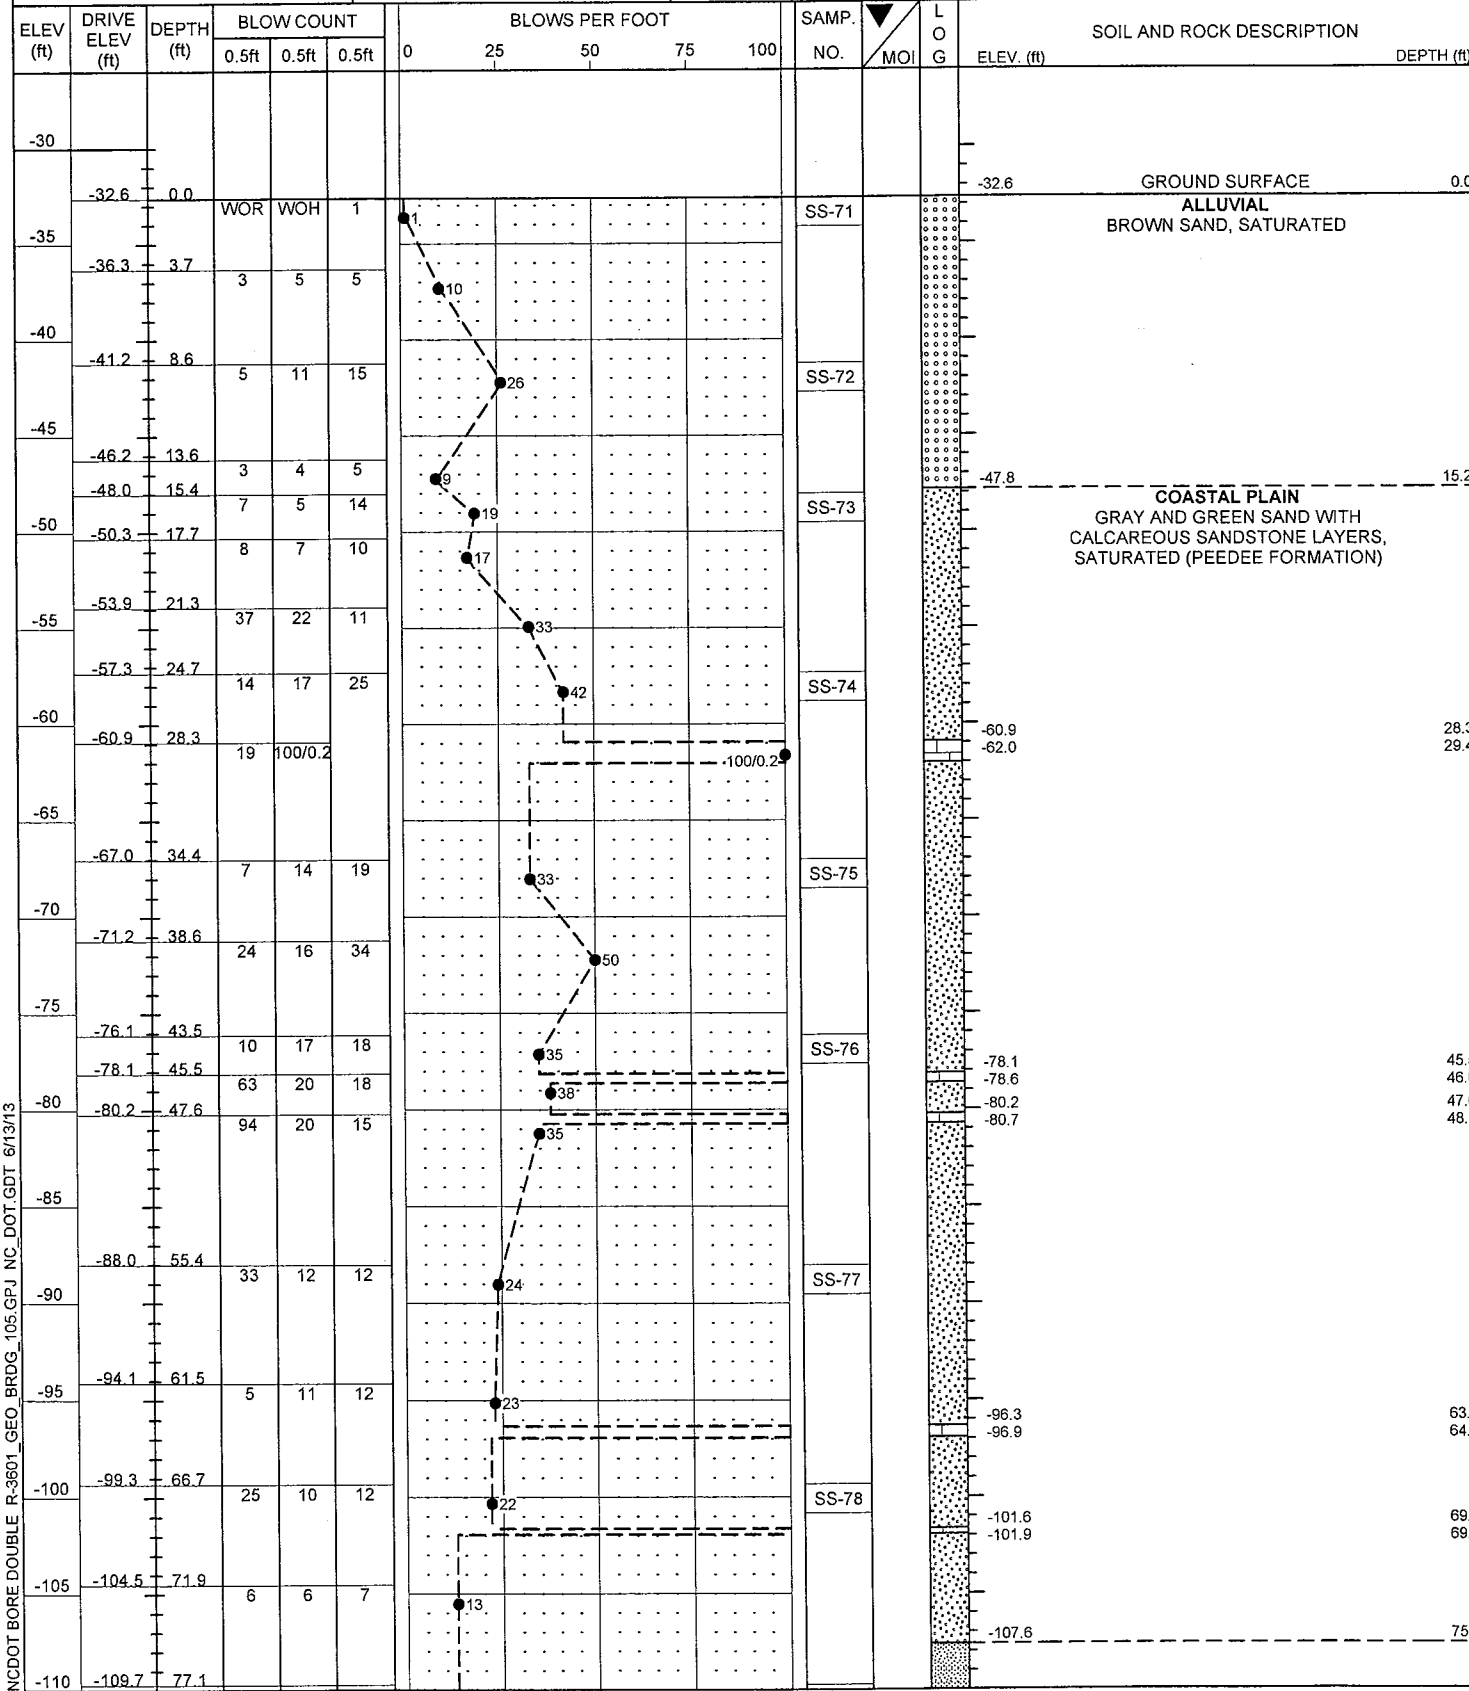 ELEV (ft) DRIVE ELEV (ft) DEPTH (ft) BLOW COUNT BLOWS PER FOOT SAMP. NO. MOI LOG SOIL AND ROCK DESCRIPTION
0.5ft 0.5ft 0.5ft 0 25 50 75 100 ELEV. (ft) DEPTH (ft)
-30
-32.6 0.0 -32.6 GROUND SURFACE 0.0
WOR WOH 1 1 SS-71 ALLUVIAL
BROWN SAND, SATURATED
-35
-36.3 3.7
3 5 5 10
-40
-41.2 8.6
5 11 15 26 SS-72
-45
-46.2 13.6
3 4 5 9 -47.8 15.2
-48.0 15.4 COASTAL PLAIN
7 5 14 19 SS-73 GRAY AND GREEN SAND WITH
-50 CALCAREOUS SANDSTONE LAYERS,
-50.3 17.7
8 7 10 17 SATURATED (PEEDEE FORMATION)
-53.9 21.3
37 22 11 33
-55
-57.3 24.7
14 17 25 42 SS-74
-60
-60.9 28.3 -60.9 28.3
19 100/0.2 100/0.2 -62.0 29.4
-65
-67.0 34.4
7 14 19 33 SS-75
-70
-71.2 38.6
24 16 34 50
-75
-76.1 43.5
10 17 18 35 SS-76
-78.1 45.5 -78.1 45.
63 20 18 38 -78.6 46.
-80 -80.2 47.
-80.2 47.6
94 20 15 35 -80.7 48.
-85
-88.0 55.4
33 12 12 24 SS-77
-90
-94.1 61.5
5 11 12 23
-95
-96.3 63.
-96.9 64.
-99.3 66.7
25 10 12 22 SS-78
-100
-101.6 69.
-101.9 69.
-104.5 71.9
-105
6 6 7 13
-107.6 75
-110 -109.7 77.1
NCDOT BORE DOUBLE R-3601_GEO_BRDG_105.GPJ NC_DOT.GDT 6/13/13